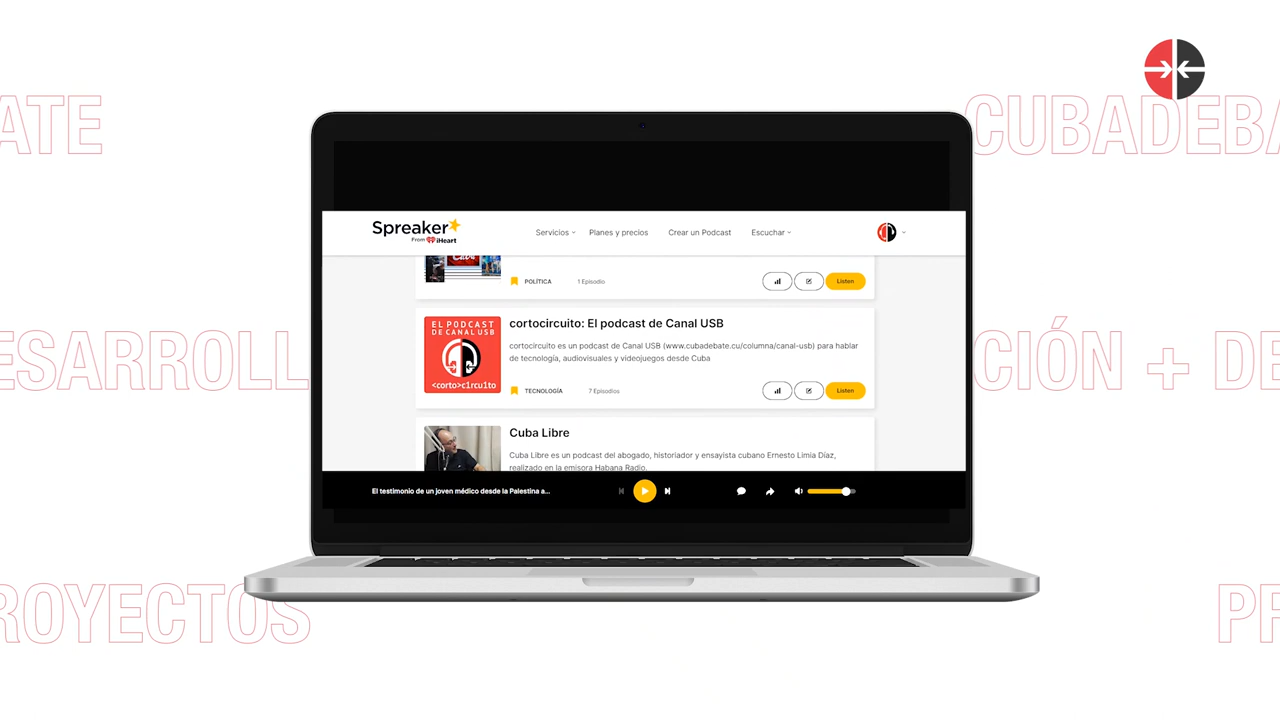 ATE
CUBADEBA
Spreaker
From iHeart
Servicios
Planes y precios
Crear un Podcast
Escuchar
POLÍTICA
1 Episodio
Listen
EL PODCAST
DE CANAL USB
<corto>c1rcu1to
cortocircuito: El podcast de Canal USB
cortocircuito es un podcast de Canal USB (www.cubadebate.cu/columna/canal-usb) para hablar
de tecnología, audiovisuales y videojuegos desde Cuba
TECNOLOGÍA
7 Episodios
Listen
ESARROLL
CIÓN + DE
Cuba Libre
Cuba Libre es un podcast del abogado, historiador y ensayista cubano Ernesto Limia Díaz,
realizado en la emisora Habana Radio.
El testimonio de un joven médico desde la Palestina a...
ROYECTOS
PR